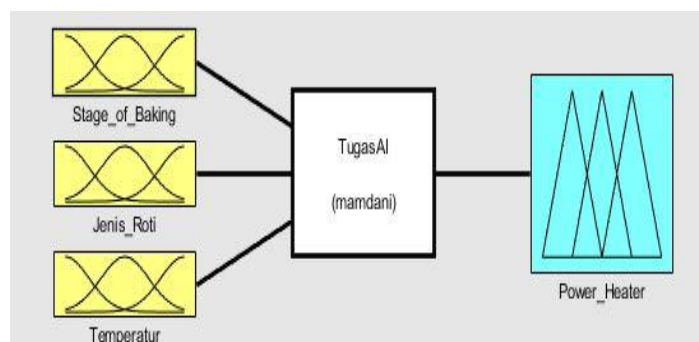 Stage_of_Baking
Jenis_Roti
Temperatur
TugasAI
(mamdani)
Power_Heater